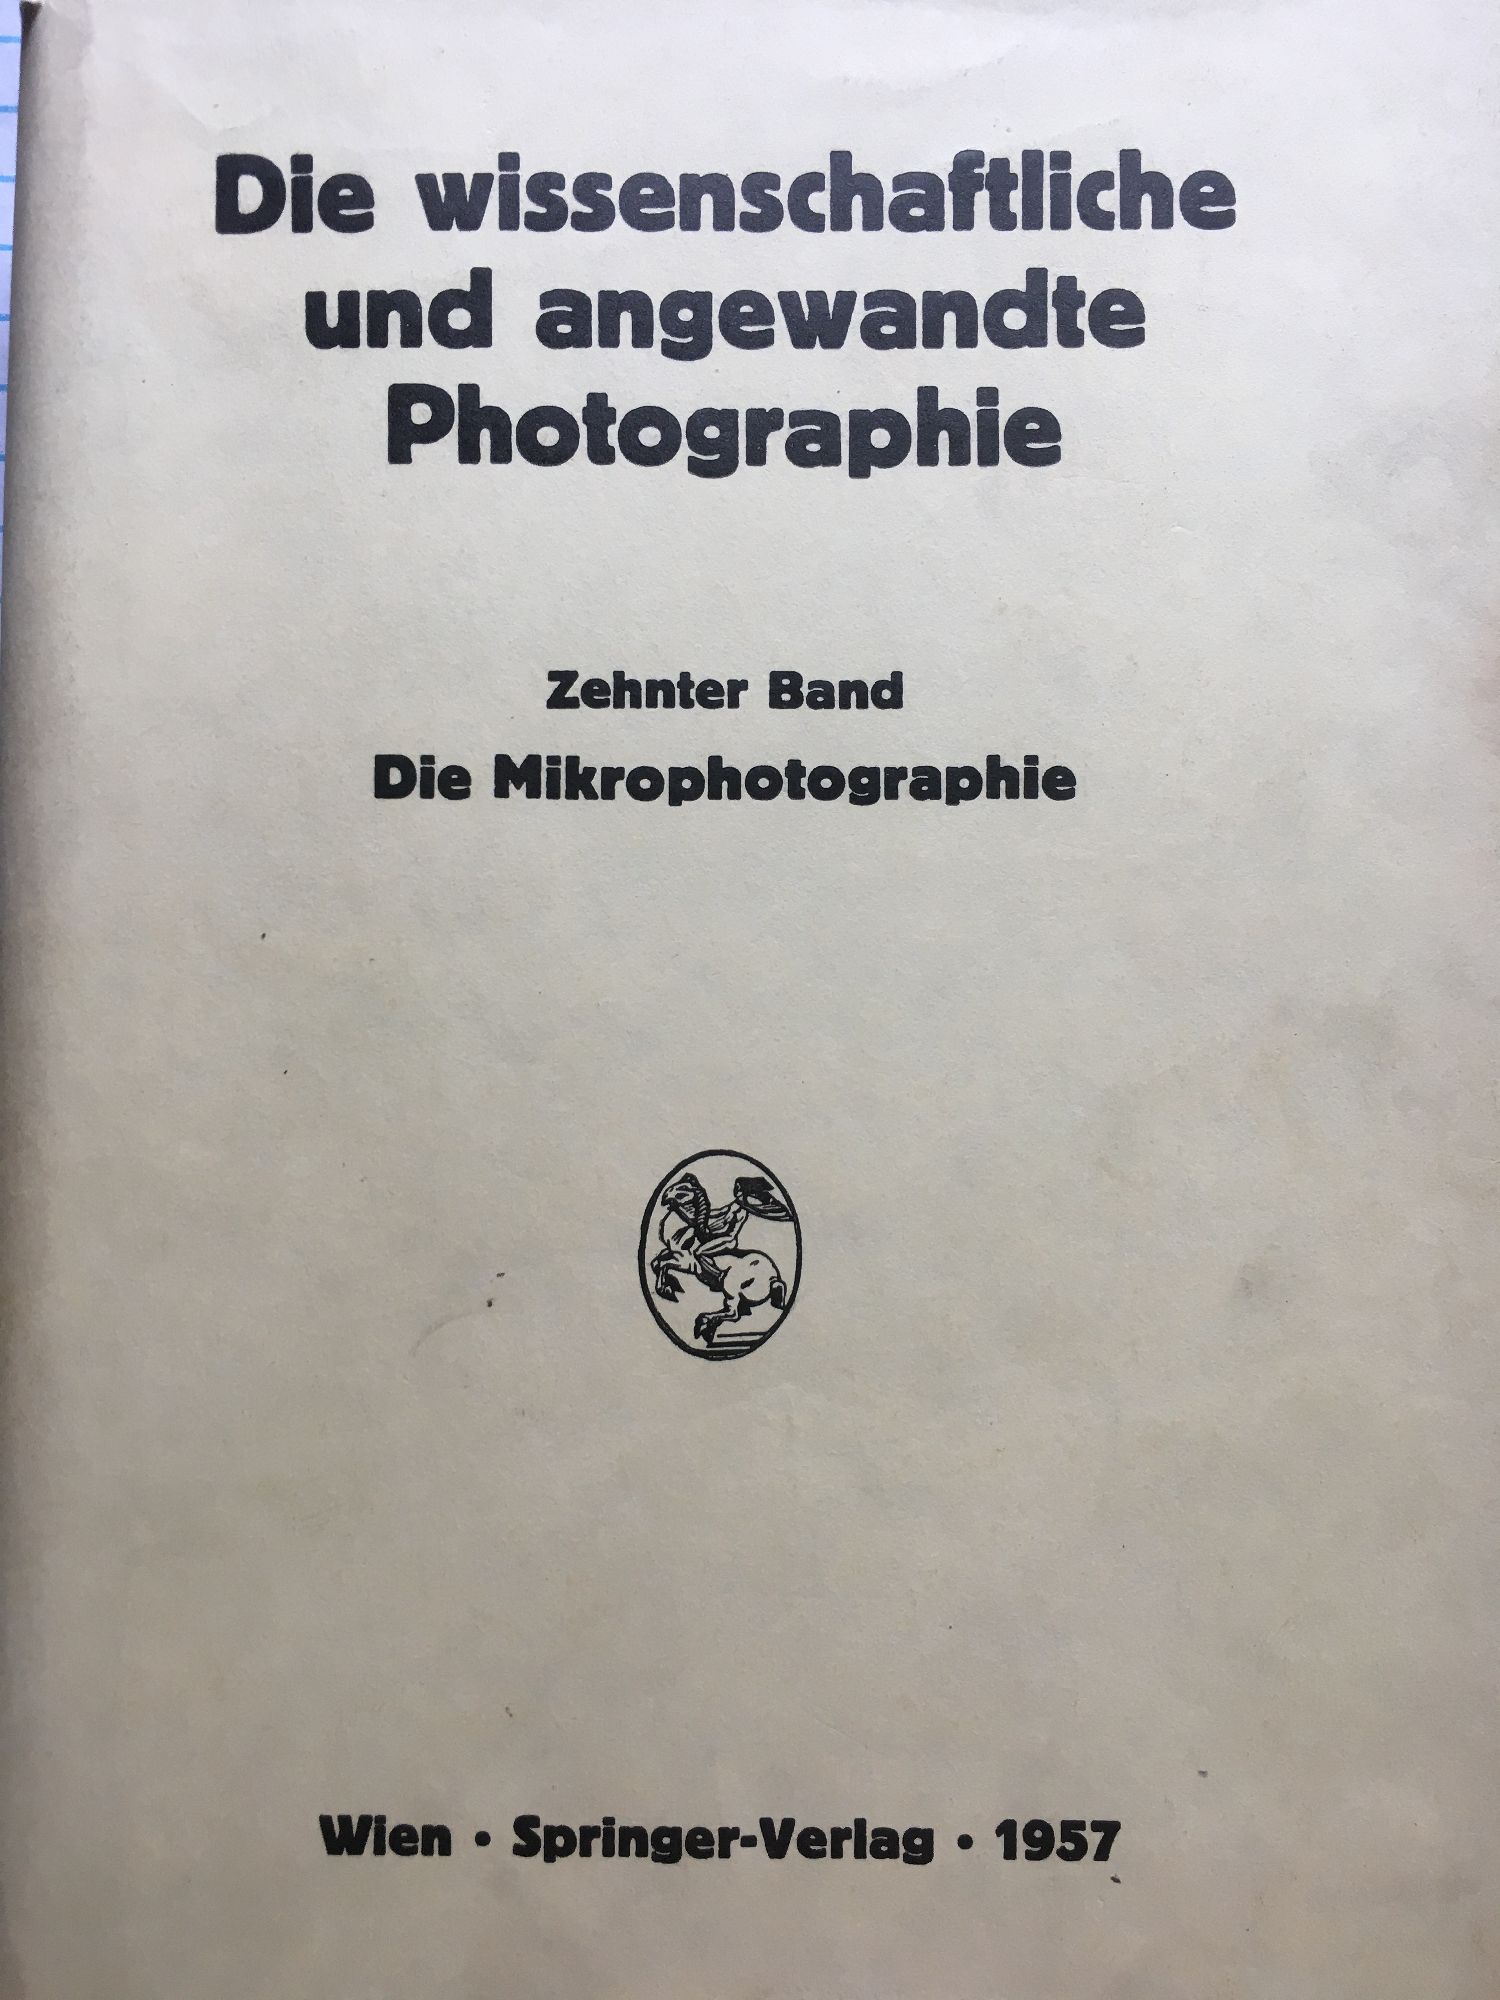 Die wissenschaftliche
und angewandte
Photographie
Zehnter Band
Die Mikrophotographie
Wien • Springer-Verlag • 1957